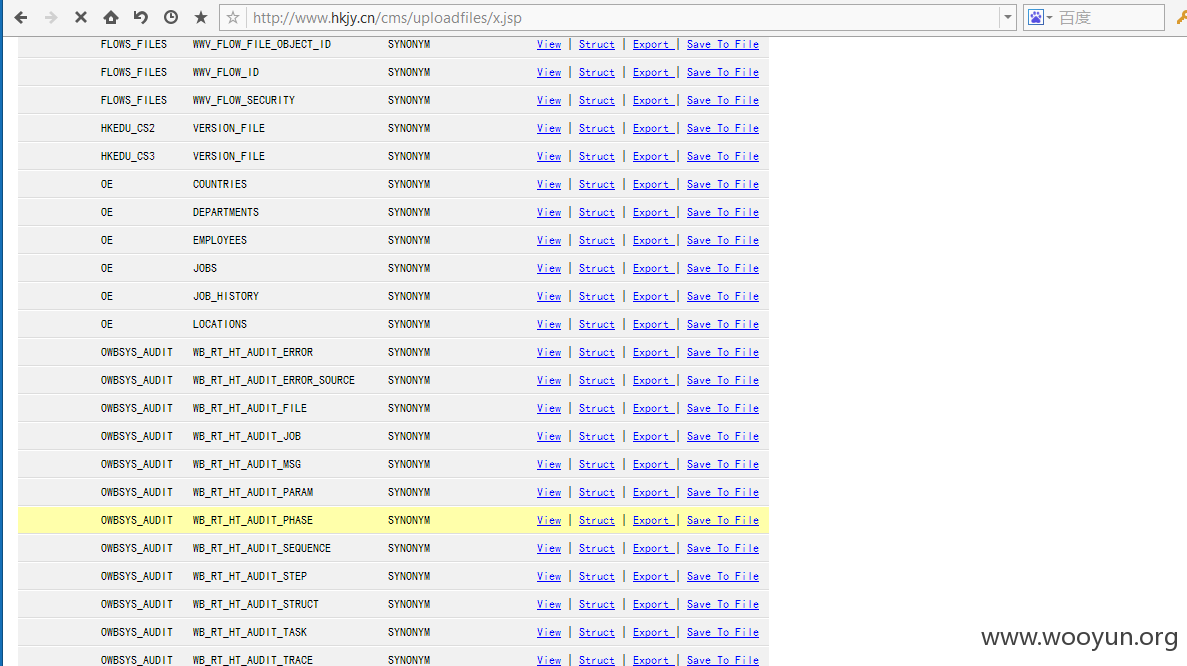 http://www.hkjy.cn/cms/uploadfiles/x.jsp 百度
FLOWS_FILES WWV_FLOW_FILE_OBJECT_ID SYNONYM View | Struct | Export | Save To File
FLOWS_FILES WWV_FLOW_ID SYNONYM View | Struct | Export | Save To File
FLOWS_FILES WWV_FLOW_SECURITY SYNONYM View | Struct | Export | Save To File
HKEDU_CS2 VERSION_FILE SYNONYM View | Struct | Export | Save To File
HKEDU_CS3 VERSION_FILE SYNONYM View | Struct | Export | Save To File
OE COUNTRIES SYNONYM View | Struct | Export | Save To File
OE DEPARTMENTS SYNONYM View | Struct | Export | Save To File
OE EMPLOYEES SYNONYM View | Struct | Export | Save To File
OE JOBS SYNONYM View | Struct | Export | Save To File
OE JOB_HISTORY SYNONYM View | Struct | Export | Save To File
OE LOCATIONS SYNONYM View | Struct | Export | Save To File
OWBSYS_AUDIT WB_RT_HT_AUDIT_ERROR SYNONYM View | Struct | Export | Save To File
OWBSYS_AUDIT WB_RT_HT_AUDIT_ERROR_SOURCE SYNONYM View | Struct | Export | Save To File
OWBSYS_AUDIT WB_RT_HT_AUDIT_FILE SYNONYM View | Struct | Export | Save To File
OWBSYS_AUDIT WB_RT_HT_AUDIT_JOB SYNONYM View | Struct | Export | Save To File
OWBSYS_AUDIT WB_RT_HT_AUDIT_MSG SYNONYM View | Struct | Export | Save To File
OWBSYS_AUDIT WB_RT_HT_AUDIT_PARAM SYNONYM View | Struct | Export | Save To File
OWBSYS_AUDIT WB_RT_HT_AUDIT_PHASE SYNONYM View | Struct | Export | Save To File
OWBSYS_AUDIT WB_RT_HT_AUDIT_SEQUENCE SYNONYM View | Struct | Export | Save To File
OWBSYS_AUDIT WB_RT_HT_AUDIT_STEP SYNONYM View | Struct | Export | Save To File
OWBSYS_AUDIT WB_RT_HT_AUDIT_STRUCT SYNONYM View | Struct | Export | Save To File
OWBSYS_AUDIT WB_RT_HT_AUDIT_TASK SYNONYM View | Struct | Export | Save To File
www.wooyun.org
OWBSYS_AUDIT WB_RT_HT_AUDIT_TRACE SYNONYM View | Struct | Export | Save To File